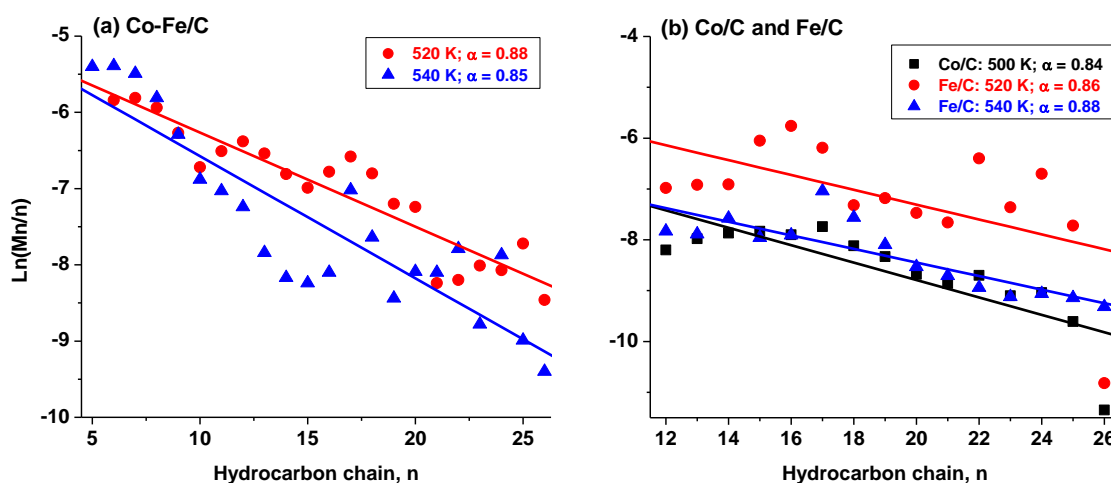 (a) Co-Fe/C
520 K; α = 0.88
540 K; α = 0.85
Ln(Mn/n)
-5
-6
-7
-8
-9
-10
5
10
15
20
25
Hydrocarbon chain, n
(b) Co/C and Fe/C
Co/C: 500 K; α = 0.84
Fe/C: 520 K; α = 0.86
Fe/C: 540 K; α = 0.88
-4
-6
-8
-10
12
14
16
18
20
22
24
26
Hydrocarbon chain, n